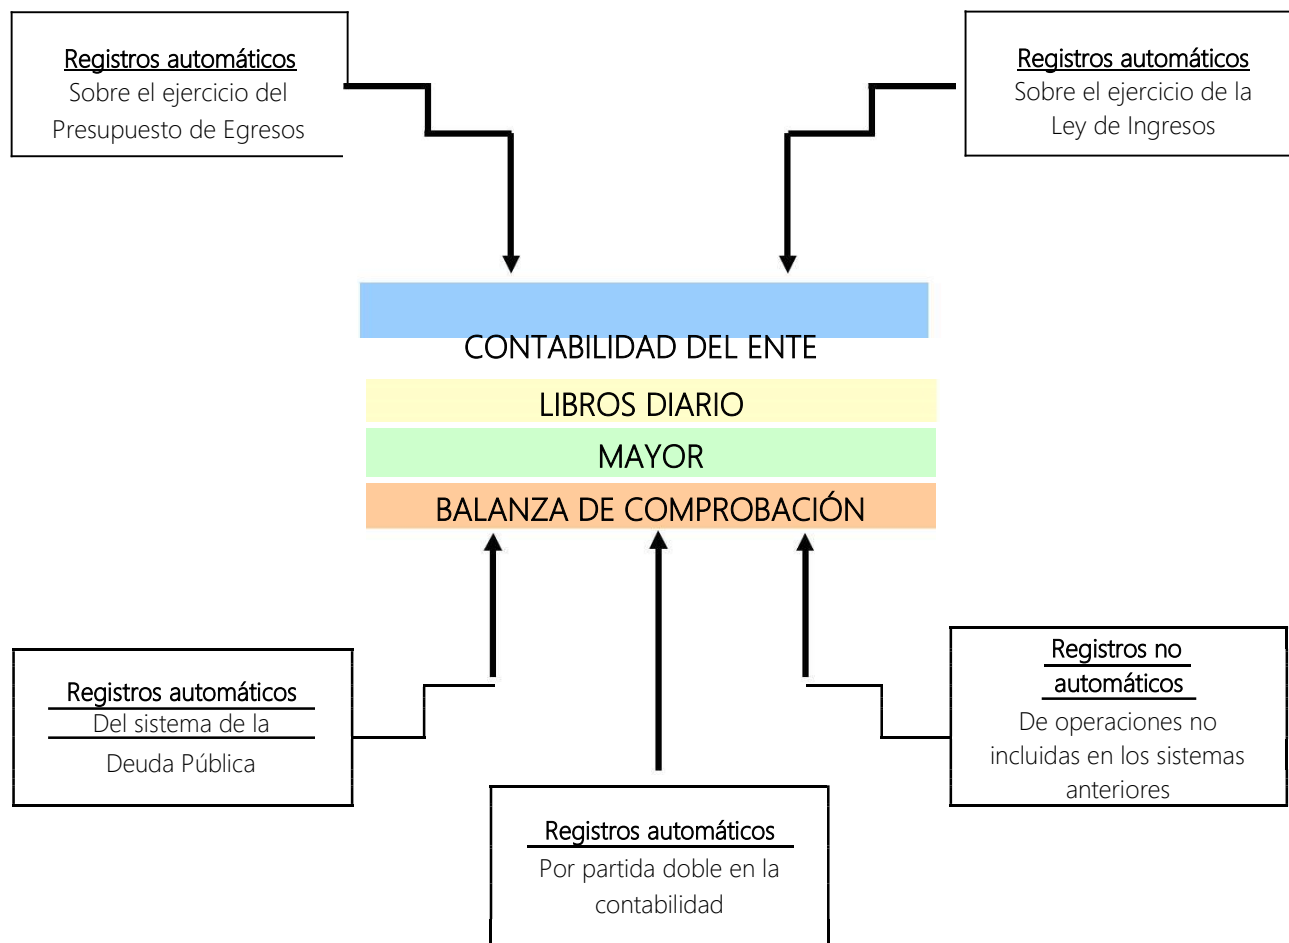 Registros automáticos
Sobre el ejercicio del
Presupuesto de Egresos
Registros automáticos
Sobre el ejercicio de la
Ley de Ingresos
CONTABILIDAD DEL ENTE
LIBROS DIARIO
MAYOR
BALANZA DE COMPROBACIÓN
Registros automáticos
Del sistema de la
Deuda Pública
Registros automáticos
Por partida doble en la
contabilidad
Registros no
automáticos
De operaciones no
incluidas en los sistemas
anteriores